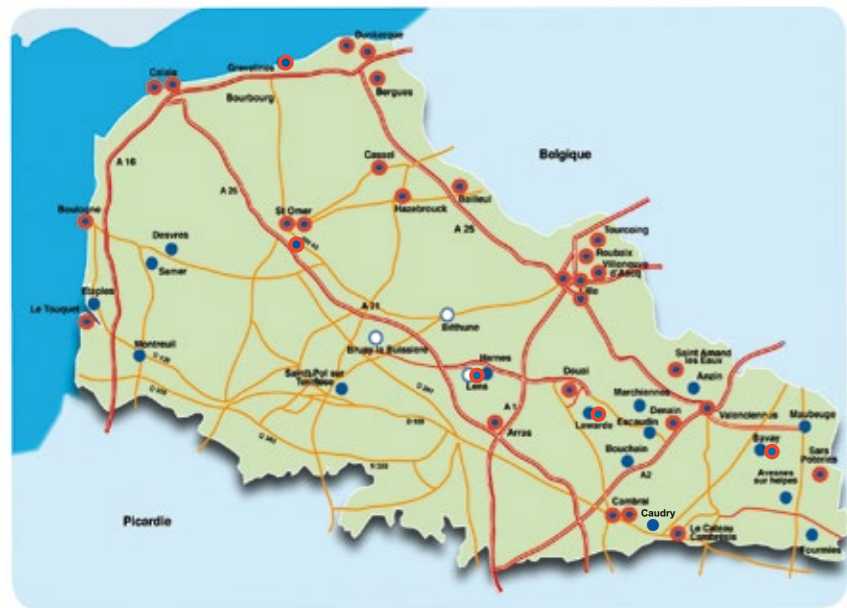 Dunkerque
Gravelines
Calais
Bourbourg
Bergues
Cassel
Belgique
A 16
A 26
St Omer
Hazebrouck
Bailleul
A 25
Boulogne
Desvres
Samer
Tourcoing
Roubaix
Villeneuve
d'Ascq
Lille
Etaples
Le Touquet
A 26
Béthune
Bruay la Buissière
Montreuil
Saint-Pol sur
Ternoise
Hernes
Lens
Douai
Saint Amand
les Eaux
Anzin
Marchiennes
Lewarde
Escaudin
Denain
Valenciennes
Maubeuge
A 1
Arras
Bouchain
A2
Bavay
Sars
Poteries
Avesnes
sur helpes
Cambrai
Caudry
Le Cateau
Cambrésis
Fourmies
Picardie